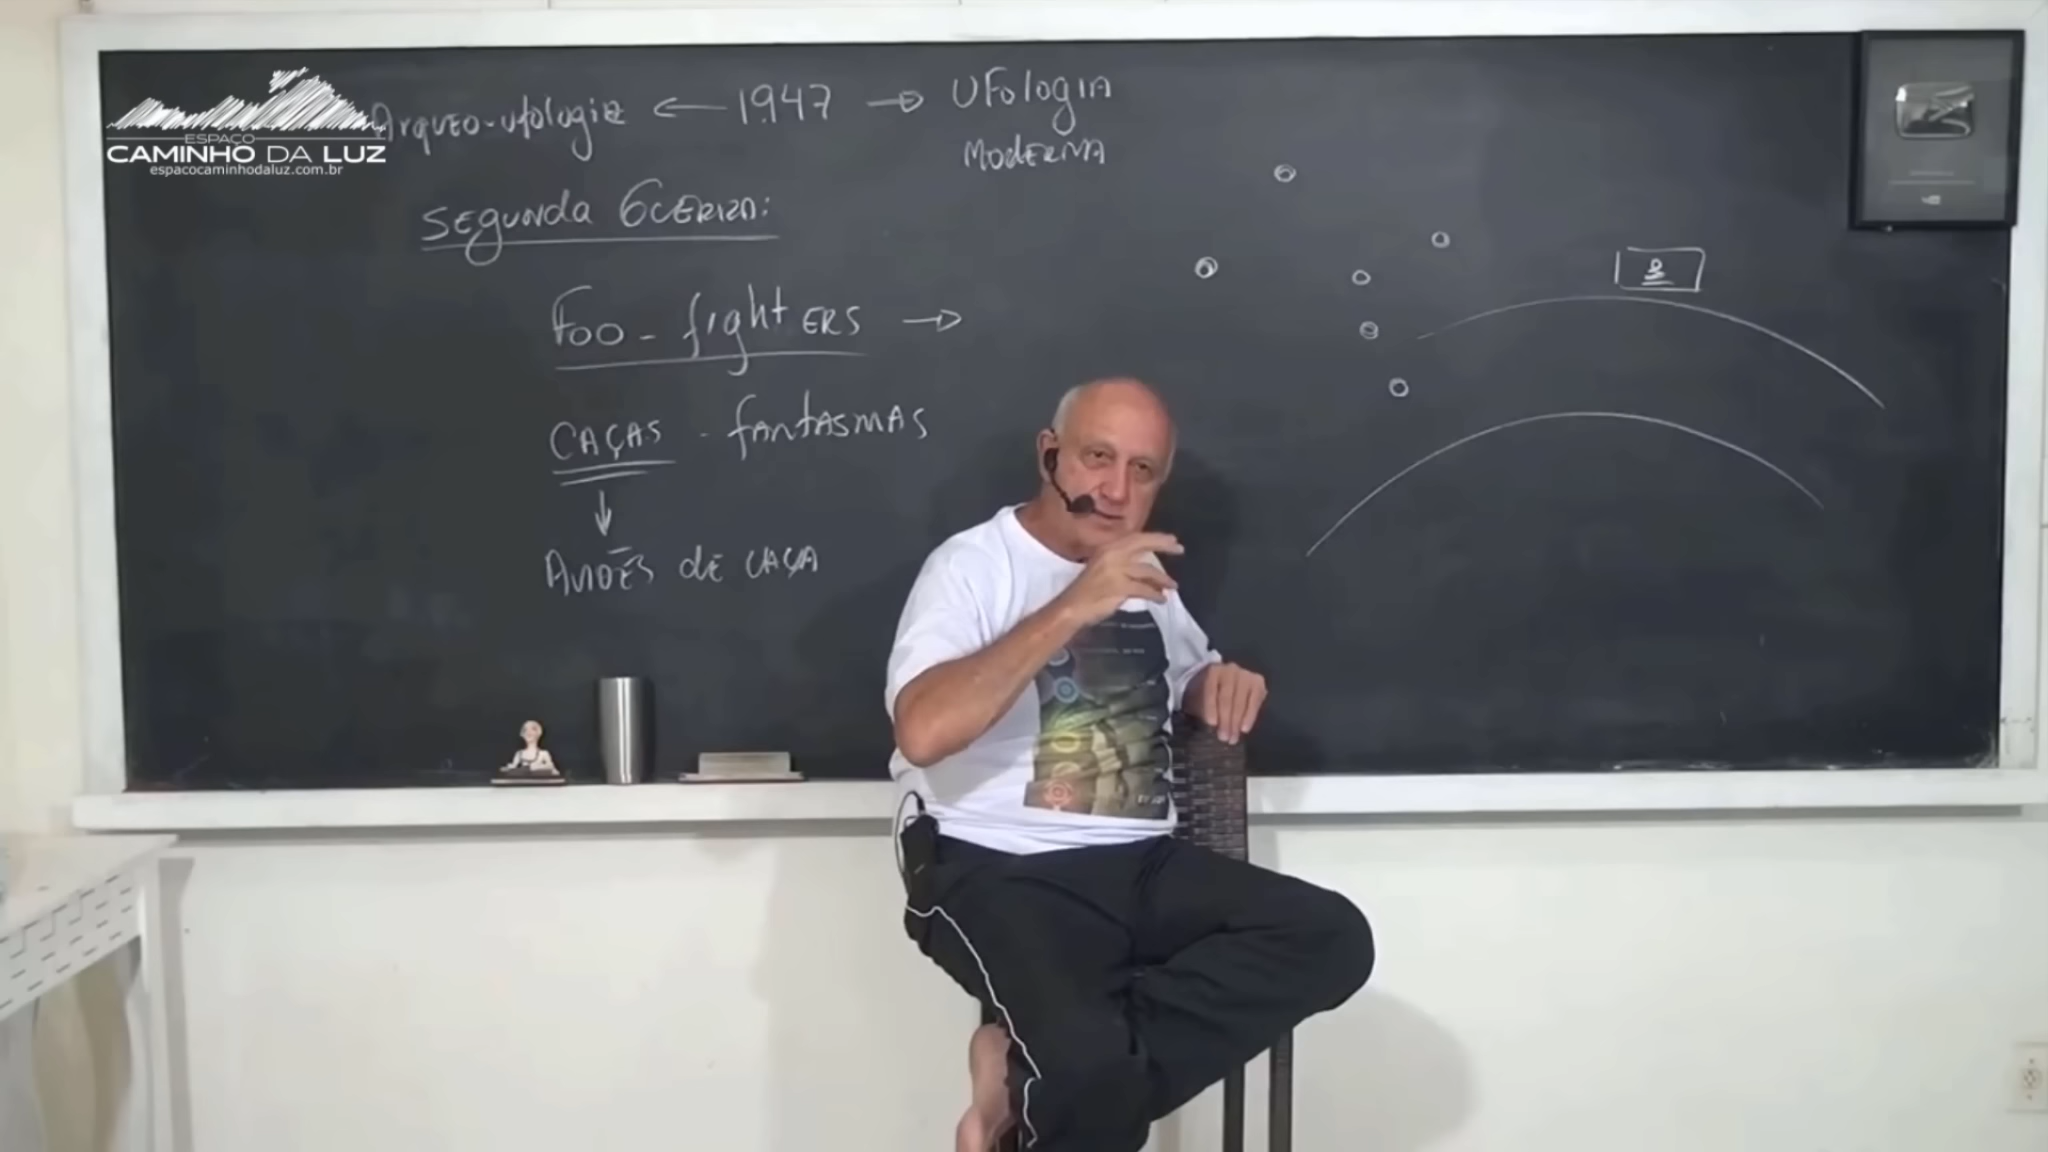 Arqueo-ufologia ← 1947 → UFologIA
ModERNA
ESPAÇO
CAMINHO DA LUZ
espacocaminhodaluz.com.br
SEgunda GUERRA:
Foo-fightERS →
CAÇAS - fANtASMAS
↓
AVIÕES dE CAÇA